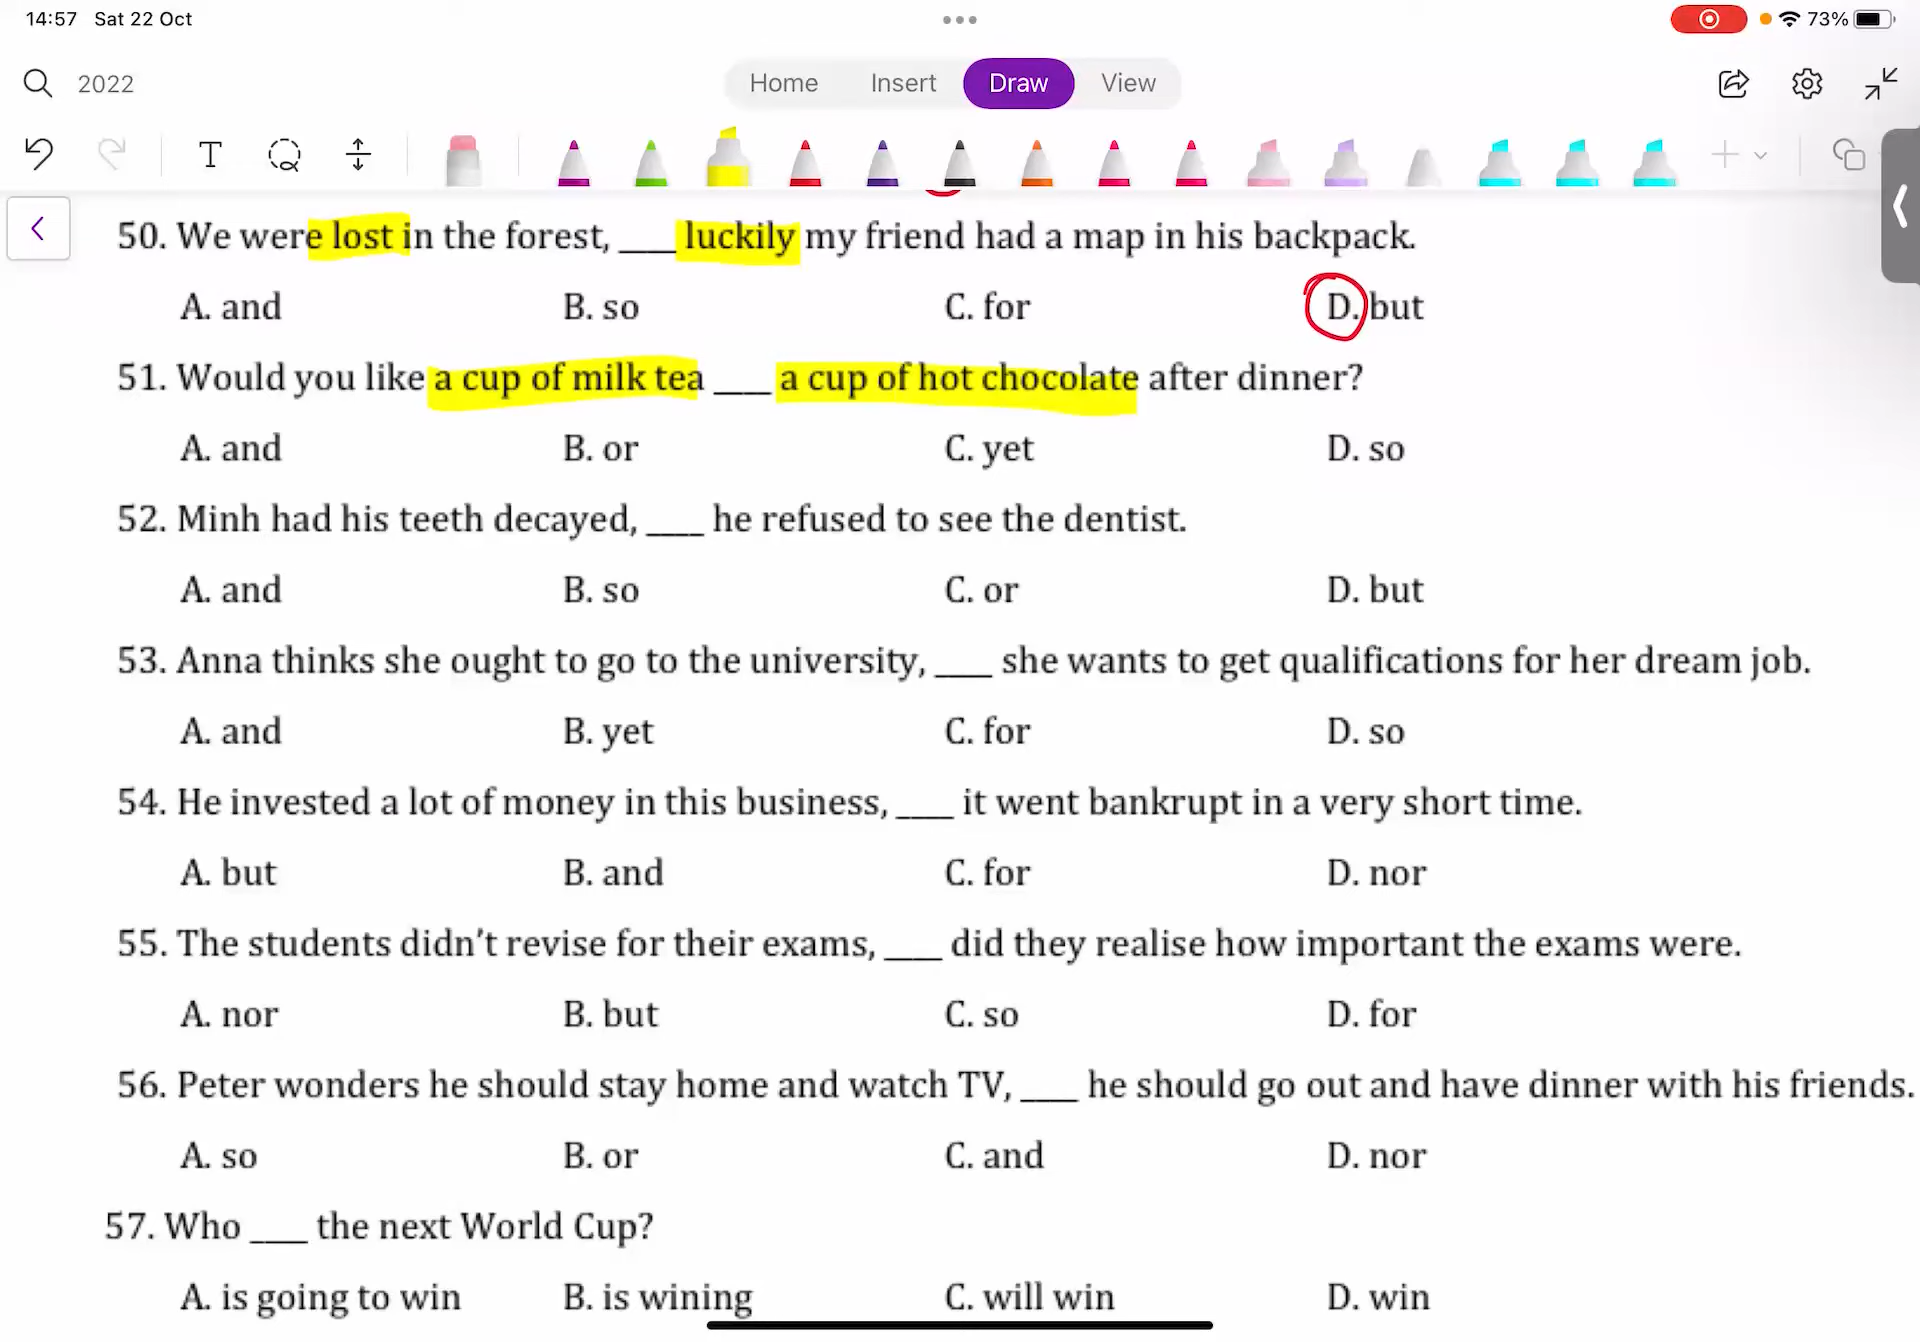 14:57 Sat 22 Oct
73%
2022
Home Insert Draw View
T
50. We were lost in the forest, ____ luckily my friend had a map in his backpack.
A. and B. so C. for D. but
51. Would you like a cup of milk tea ____ a cup of hot chocolate after dinner?
A. and B. or C. yet D. so
52. Minh had his teeth decayed, ____ he refused to see the dentist.
A. and B. so C. or D. but
53. Anna thinks she ought to go to the university, ____ she wants to get qualifications for her dream job.
A. and B. yet C. for D. so
54. He invested a lot of money in this business, ____ it went bankrupt in a very short time.
A. but B. and C. for D. nor
55. The students didn't revise for their exams, ____ did they realise how important the exams were.
A. nor B. but C. so D. for
56. Peter wonders he should stay home and watch TV, ____ he should go out and have dinner with his friends.
A. so B. or C. and D. nor
57. Who ____ the next World Cup?
A. is going to win B. is wining C. will win D. win